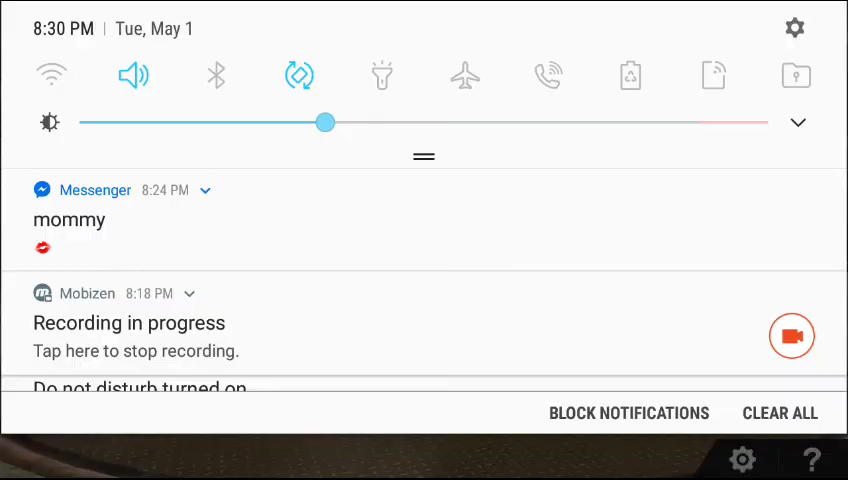 8:30 PM | Tue, May 1
Messenger 8:24 PM
mommy
💋
Mobizen 8:18 PM
Recording in progress
Tap here to stop recording.
Do not disturb turned on
BLOCK NOTIFICATIONS CLEAR ALL
?